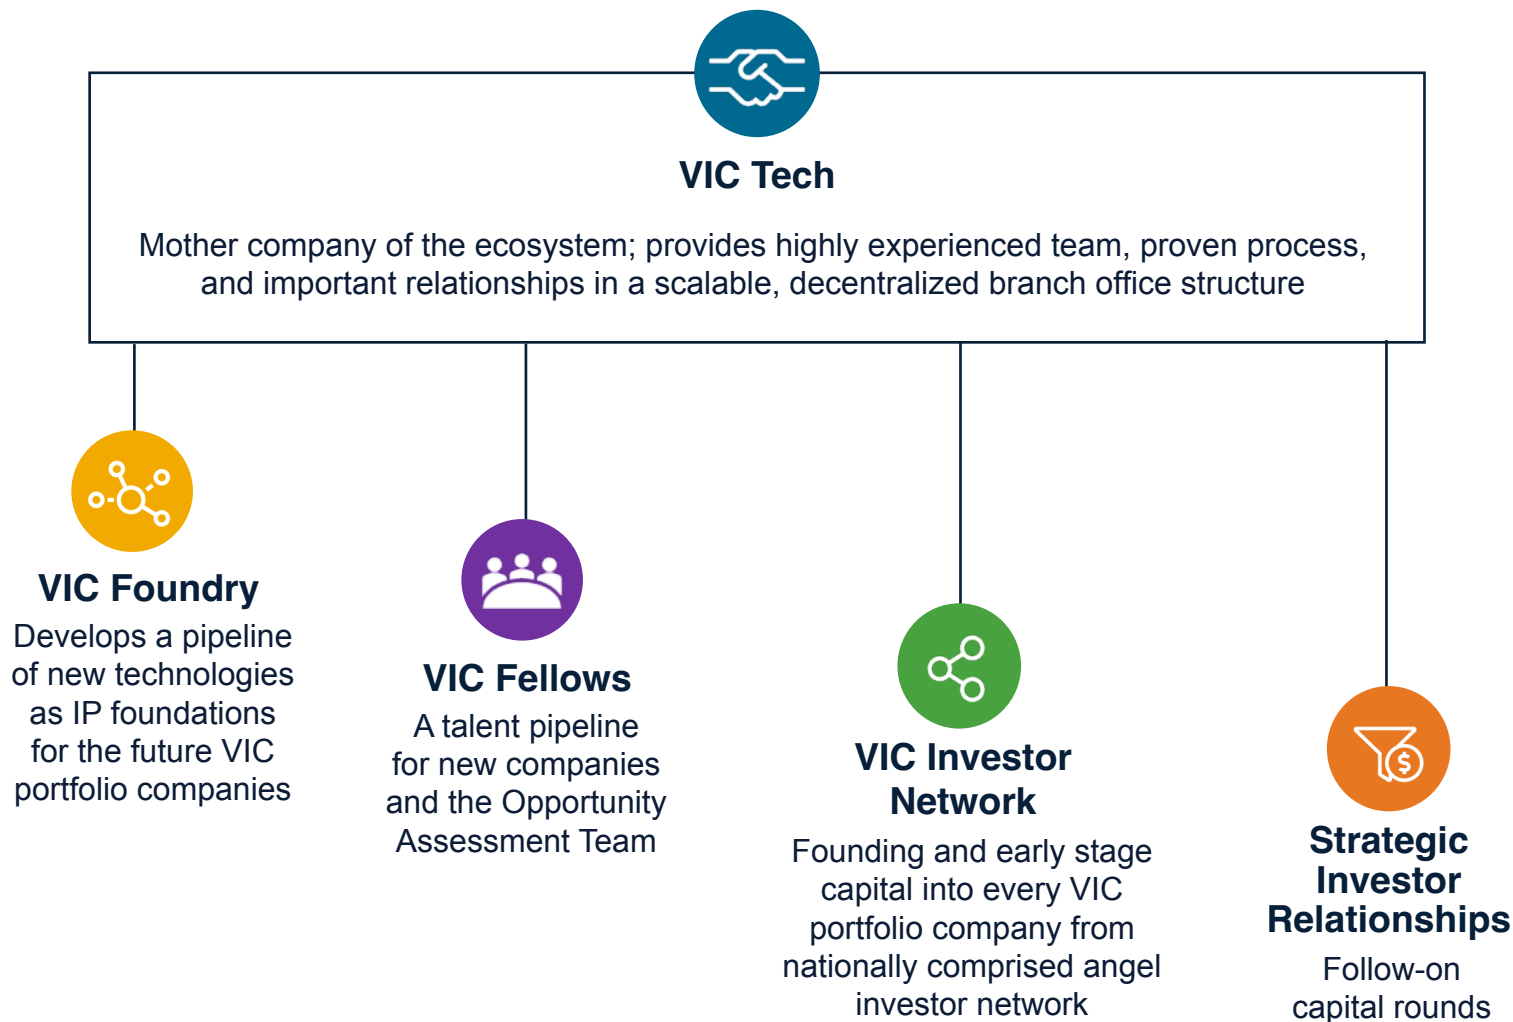 VIC Tech
Mother company of the ecosystem; provides highly experienced team, proven process,
and important relationships in a scalable, decentralized branch office structure
VIC Foundry
Develops a pipeline
of new technologies
as IP foundations
for the future VIC
portfolio companies
VIC Fellows
A talent pipeline
for new companies
and the Opportunity
Assessment Team
VIC Investor
Network
Founding and early stage
capital into every VIC
portfolio company from
nationally comprised angel
investor network
$
Strategic
Investor
Relationships
Follow-on
capital rounds